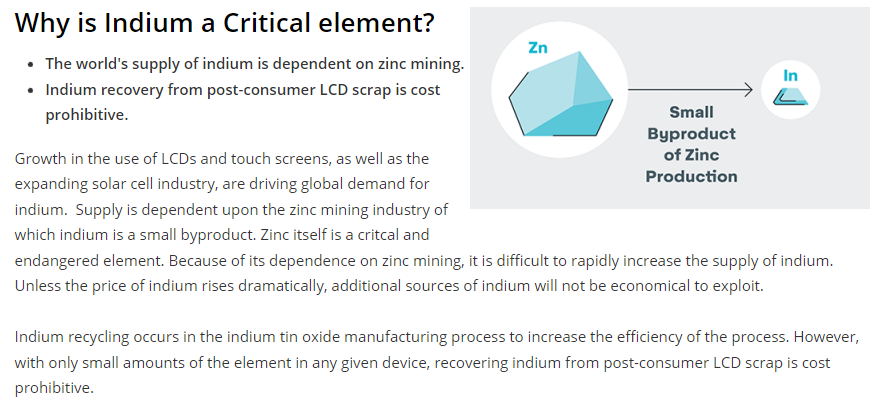 Why is Indium a Critical element?
Zn
In
Small
Byproduct
of Zinc
Production
• The world's supply of indium is dependent on zinc mining.
• Indium recovery from post-consumer LCD scrap is cost
prohibitive.
Growth in the use of LCDs and touch screens, as well as the
expanding solar cell industry, are driving global demand for
indium.  Supply is dependent upon the zinc mining industry of
which indium is a small byproduct. Zinc itself is a critcal and
endangered element. Because of its dependence on zinc mining, it is difficult to rapidly increase the supply of indium.
Unless the price of indium rises dramatically, additional sources of indium will not be economical to exploit.
Indium recycling occurs in the indium tin oxide manufacturing process to increase the efficiency of the process. However,
with only small amounts of the element in any given device, recovering indium from post-consumer LCD scrap is cost
prohibitive.